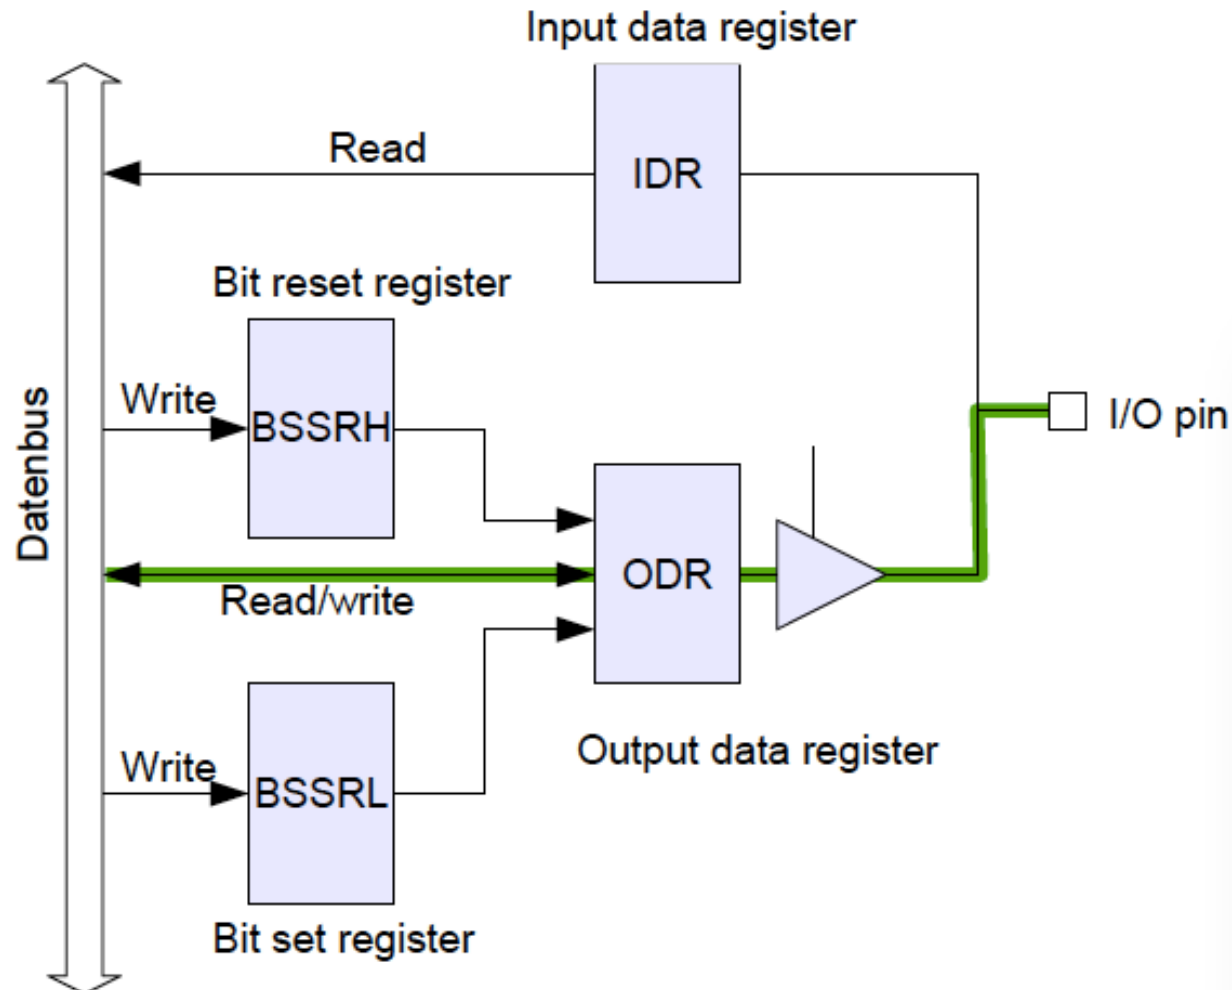 Input data register
Read
IDR
Bit reset register
Write
BSSRH
I/O pin
Datenbus
ODR
Read/write
Output data register
Write
BSSRL
Bit set register